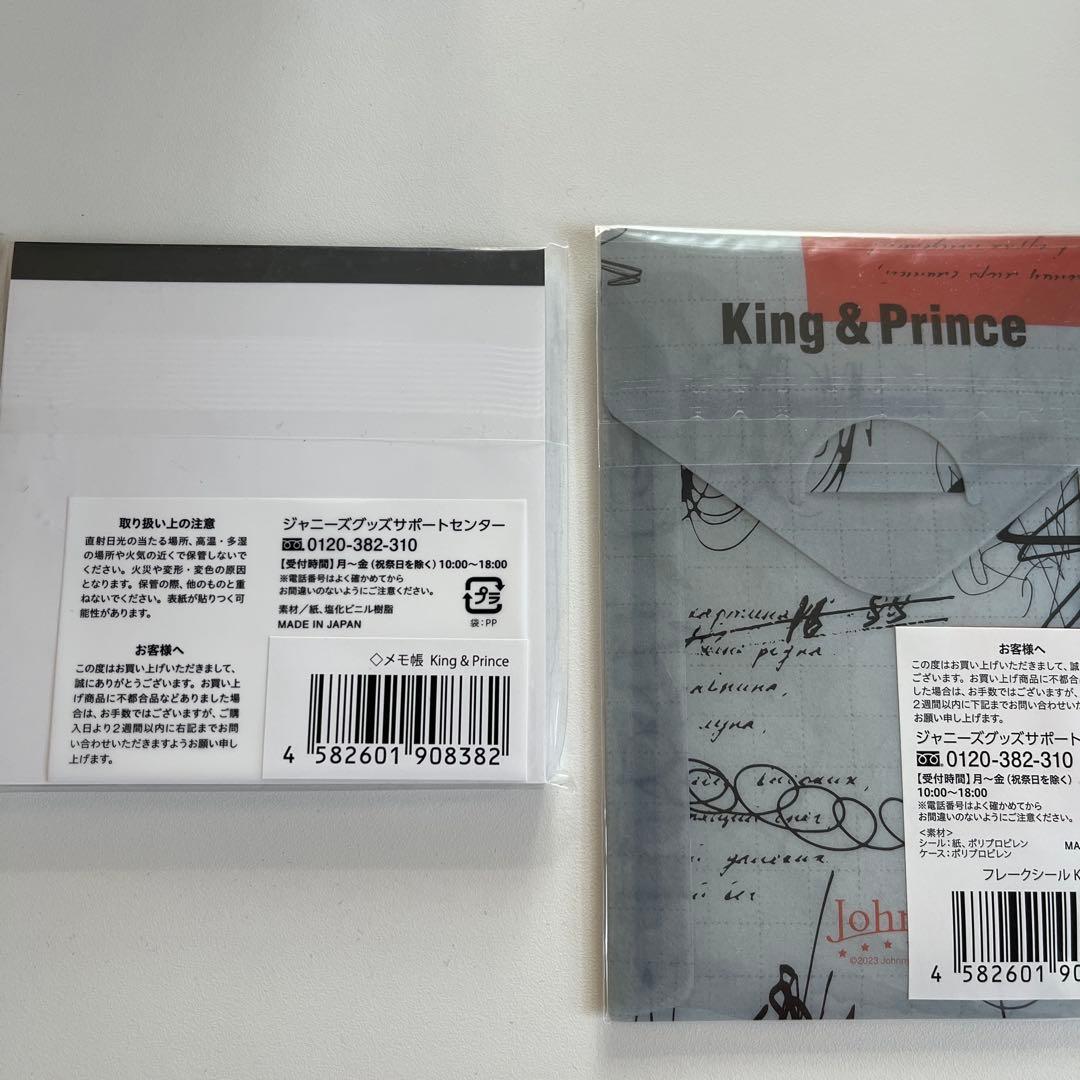 取り扱い上の注意
直射日光の当たる場所、高温・多湿
の場所や火気の近くで保管しないで
ください。火災や変形・変色の原因
となります。保管の際、他のものと重
ねないでください。表紙が貼りつく可
能性があります。
お客様へ
この度はお買い上げいただきまして、
誠にありがとうございます。お買い上
げ商品に不都合品などありました場
合は、お手数ではございますが、ご購
入日より2週間以内に右記までお問
い合わせいただきますようお願い申し
上げます。
ジャニーズグッズサポートセンター
0120-382-310
【受付時間】月〜金(祝祭日を除く)10:00〜18:00
※電話番号はよく確かめてから
お間違いのないようにご注意ください。
素材/紙、塩化ビニル樹脂
MADE IN JAPAN
プラ
袋:PP
◇メモ帳 King & Prince
4 582601 908382
King & Prince
お客様へ
この度はお買い上げいただきまして、
ございます。お買い上げ商品に不都合
した場合は、お手数ではございますが、
2週間以内に下記までお問い合わせいた
お願い申し上げます。
ジャニーズグッズサポート
0120-382-310
【受付時間】月〜金(祝祭日を除く)
10:00〜18:00
※電話番号はよく確かめてから
お間違いのないようにご注意ください。
<素材>
シール:紙、ポリプロピレン
ケース:ポリプロピレン
MA
フレークシール K
John
©2023 Johnny
4 582601 90